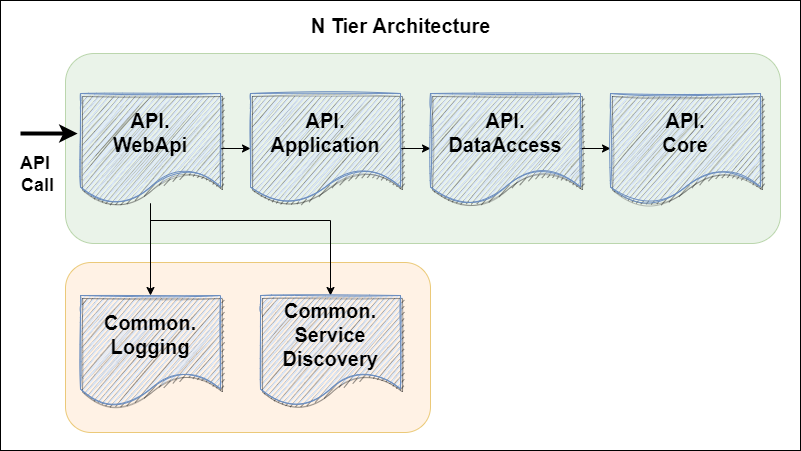 N Tier Architecture
API
Call
API.
WebApi
API.
Application
API.
DataAccess
API.
Core
Common.
Logging
Common.
Service
Discovery